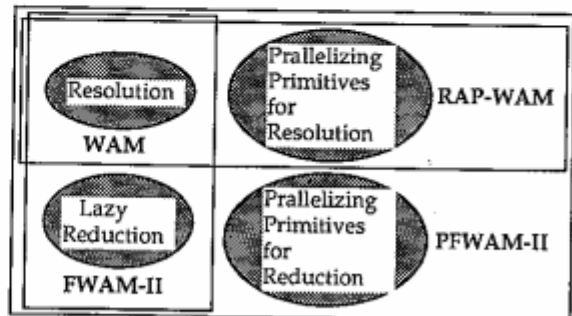 Resolution
WAM
Prallelizing
Primitives
for
Resolution
RAP-WAM
Lazy
Reduction
FWAM-II
Prallelizing
Primitives
for
Reduction
PFWAM-II